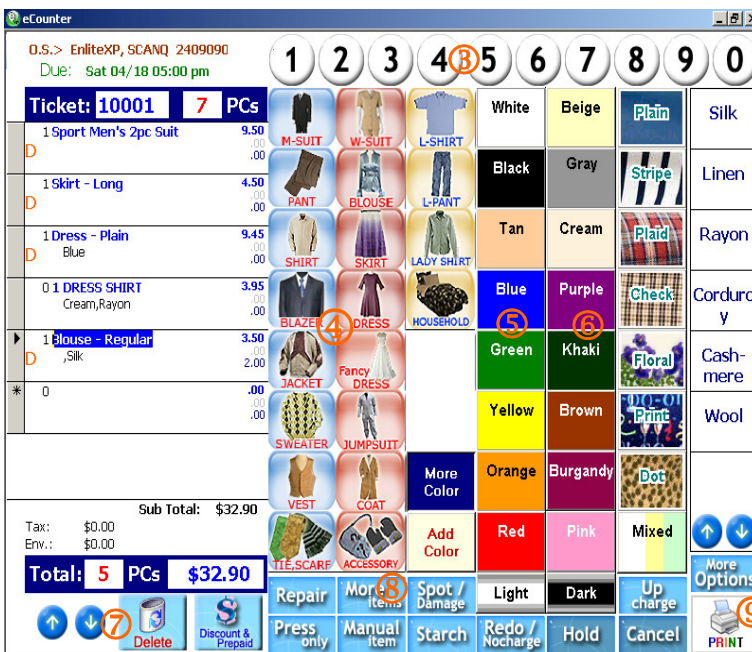 eCounter
O.S.> EnliteXP, SCANQ 2409090
Due: Sat 04/18 05:00 pm
1 2 3 4 ③ 5 6 7 8 9 0
Ticket: 10001 7 PCs
1 Sport Men's 2pc Suit 9.50
.00
D .00
1 Skirt - Long 4.50
.00
D .00
1 Dress - Plain 9.45
Blue .00
D .00
0 1 DRESS SHIRT 3.95
Cream,Rayon .00
.00
1 Blouse - Regular 3.50
,Silk .00
D 2.00
* 0 .00
.00
.00
Sub Total: $32.90
Tax: $0.00
Env.: $0.00
Total: 5 PCs $32.90
⑦ Delete
$ Discount & Prepaid
M-SUIT W-SUIT L-SHIRT White Beige Plain Silk
PANT BLOUSE L-PANT Black Gray Stripe Linen
SHIRT SKIRT LADY SHIRT Tan Cream Plaid Rayon
BLAZER ④ DRESS HOUSEHOLD Blue ⑤ Purple ⑥ Check Corduro
y
JACKET Fancy DRESS Green Khaki Floral Cash-
mere
SWEATER JUMPSUIT Yellow Brown Print Wool
VEST COAT More Color Orange Burgandy Dot
TIE,SCARF ACCESSORY Add Color Red Pink Mixed
Repair More items ⑧ Spot / Damage Light Dark Up charge More Options
Press only Manual item Starch Redo / Nocharge Hold Cancel PRINT ⑨